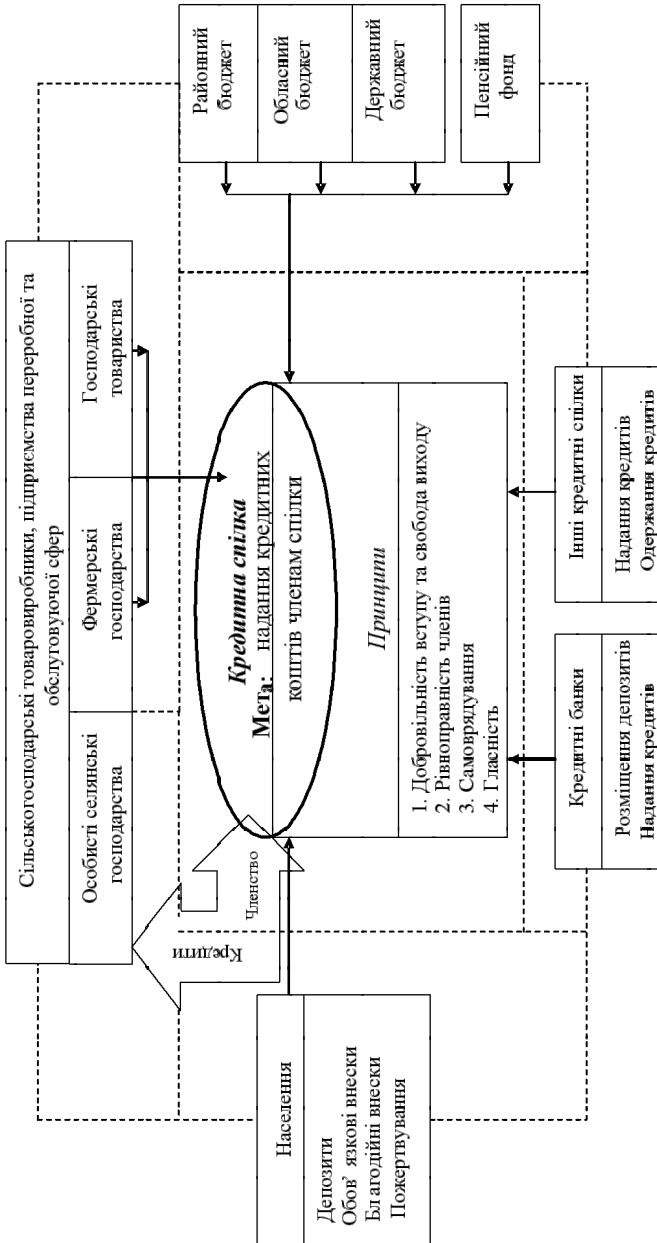 Сільськогосподарські товаровиробники, підприємства переробної та
обслуговуючої сфер
Особисті селянські
господарства
Фермерські
господарства
Господарські
товариства
Кредити
Членство
Кредитна спілка
Мета: надання кредитних
коштів членам спілки
Принципи
1. Добровільність вступу та свобода виходу
2. Рівноправність членів
3. Самоврядування
4. Гласність
Населення
Депозити
Обов’ язкові внески
Благодійні внески
Пожертвування
Районний
бюджет
Обласний
бюджет
Державний
бюджет
Пенсійний
фонд
Кредитні банки
Розміщення депозитів
Надання кредитів
Інші кредитні спілки
Надання кредитів
Одержання кредитів